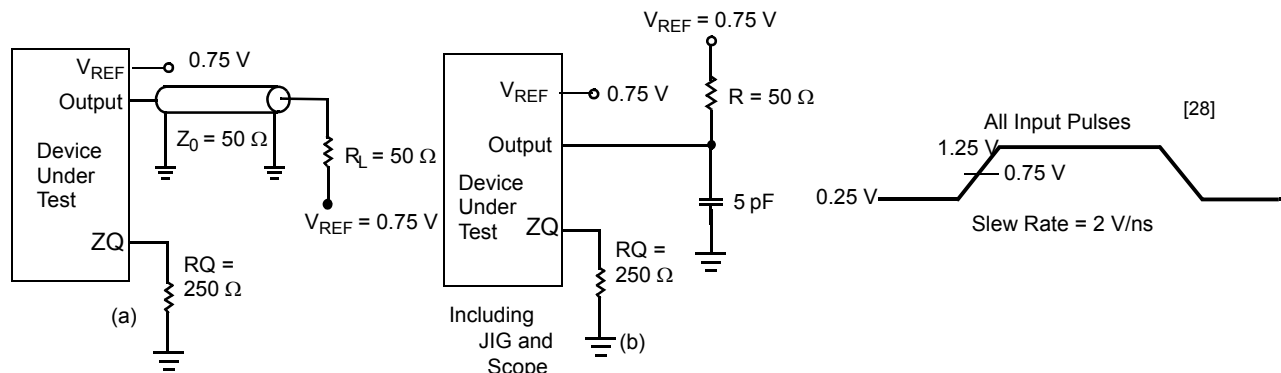 V_REF 0.75 V
Output
Z_0 = 50 Ω
Device
Under
Test
R_L = 50 Ω
V_REF = 0.75 V
ZQ
RQ =
250 Ω
(a)
V_REF = 0.75 V
R = 50 Ω
V_REF 0.75 V
Output
Device
Under
Test
5 pF
ZQ
RQ =
250 Ω
Including
JIG and
Scope
(b)
[28]
All Input Pulses
1.25 V
0.75 V
0.25 V
Slew Rate = 2 V/ns